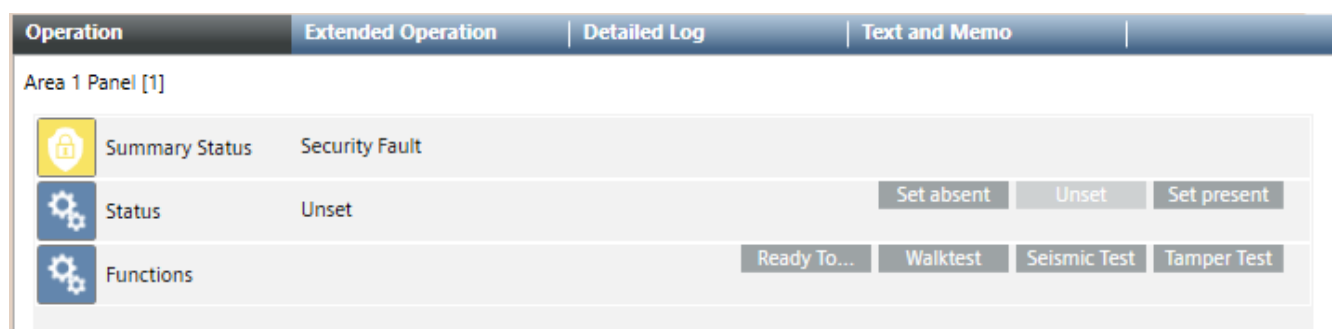 Operation Extended Operation Detailed Log Text and Memo
Area 1 Panel [1]
Summary Status Security Fault
Status Unset Set absent Unset Set present
Functions Ready To... Walktest Seismic Test Tamper Test